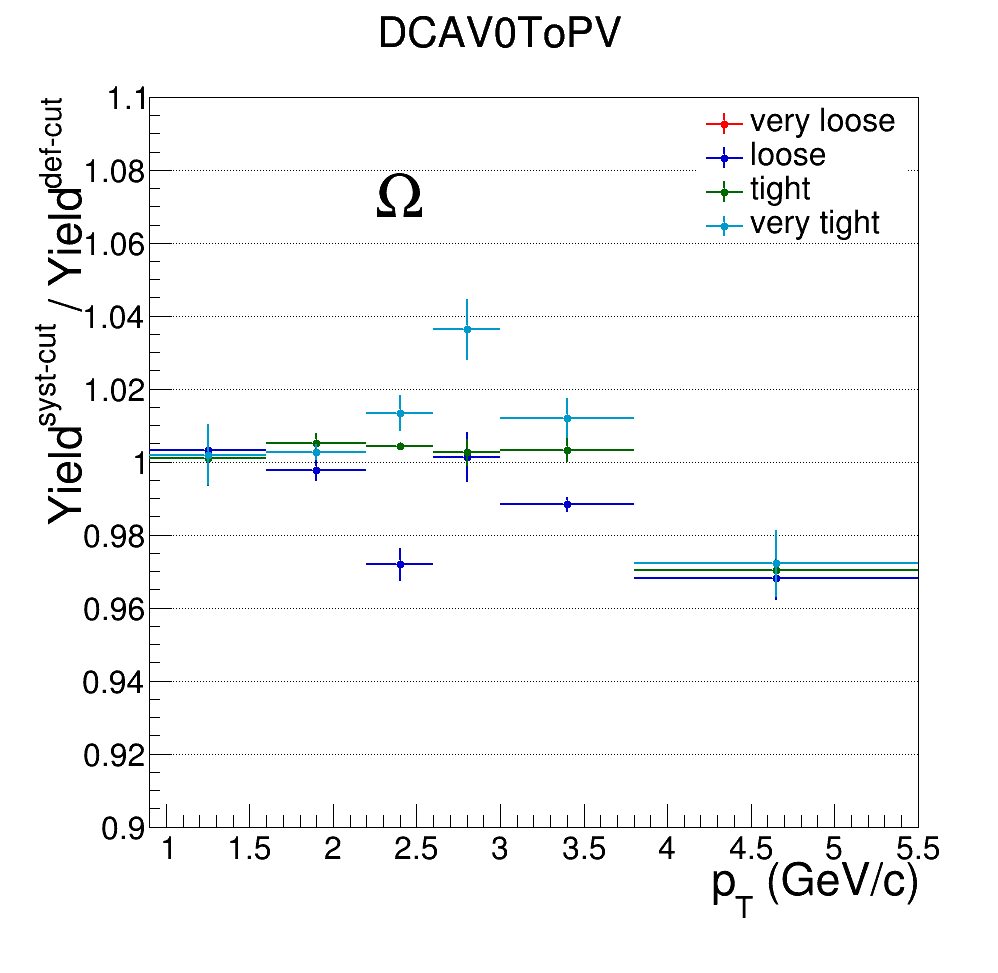 DCAV0ToPV
Yield^syst-cut / Yield^def-cut
1.1
1.08
1.06
1.04
1.02
1
0.98
0.96
0.94
0.92
0.9
Ω
very loose
loose
tight
very tight
1 1.5 2 2.5 3 3.5 4 4.5 5 5.5
p_T (GeV/c)